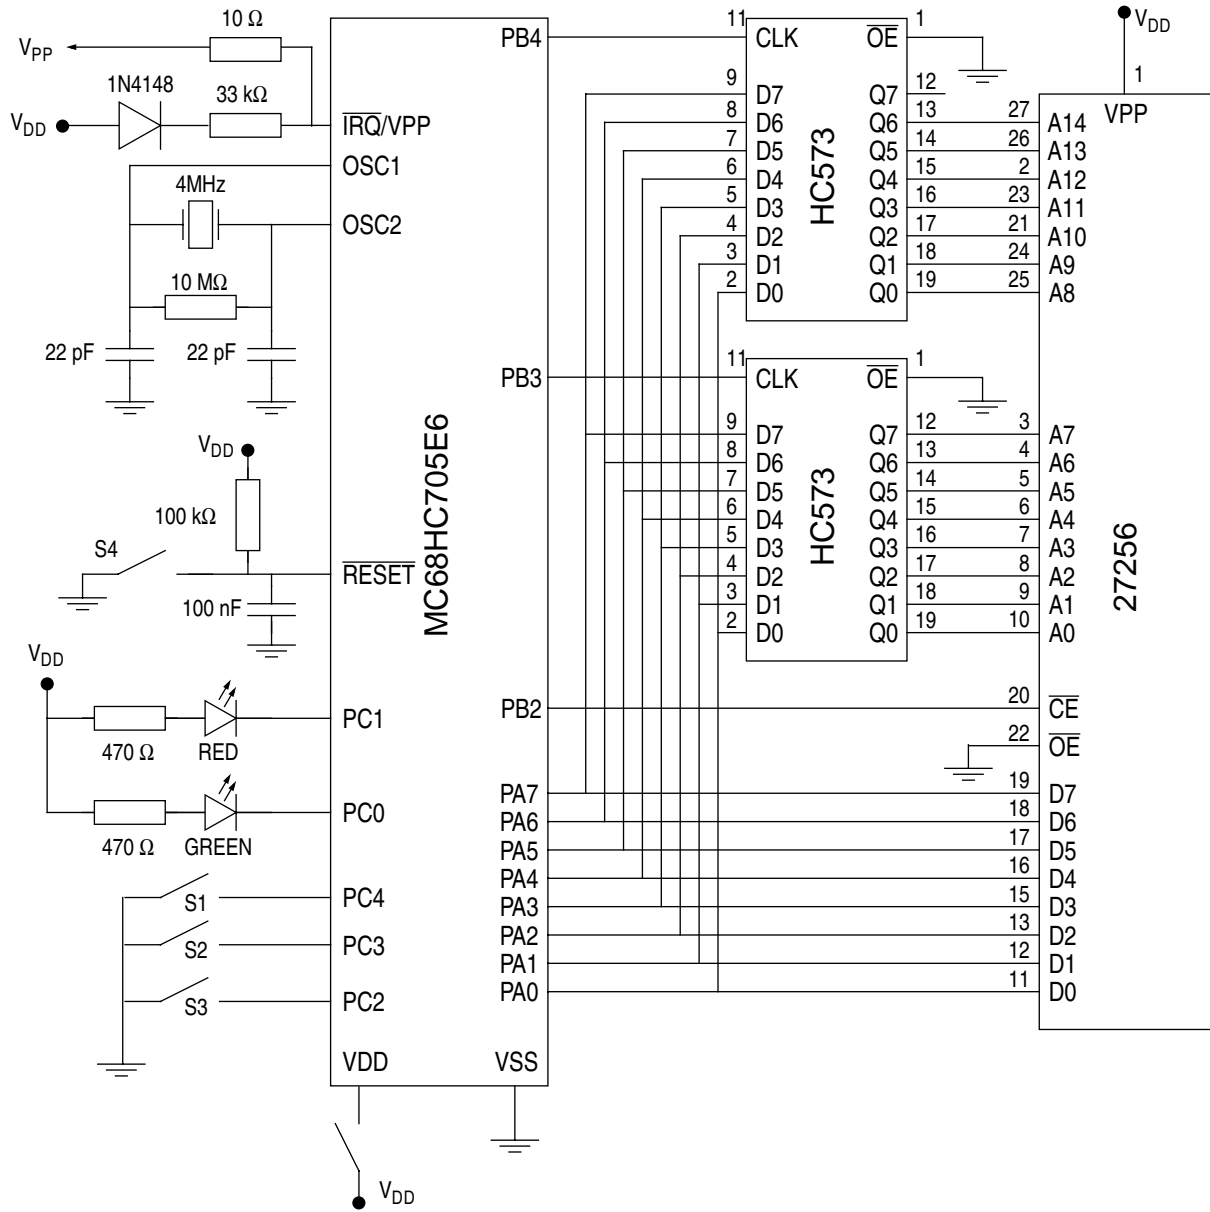 10 Ω
V_PP
1N4148
33 kΩ
V_DD
IRQ/VPP
OSC1
4MHz
OSC2
10 MΩ
22 pF
22 pF
V_DD
100 kΩ
S4
RESET
100 nF
V_DD
PC1
470 Ω
RED
PC0
470 Ω
GREEN
S1
PC4
S2
PC3
S3
PC2
VDD
VSS
V_DD
MC68HC705E6
PB4
PB3
PB2
PA7
PA6
PA5
PA4
PA3
PA2
PA1
PA0
11 CLK OE 1
9 D7 Q7 12
8 D6 Q6 13
7 D5 Q5 14
6 D4 Q4 15
5 D3 Q3 16
4 D2 Q2 17
3 D1 Q1 18
2 D0 Q0 19
HC573
11 CLK OE 1
9 D7 Q7 12
8 D6 Q6 13
7 D5 Q5 14
6 D4 Q4 15
5 D3 Q3 16
4 D2 Q2 17
3 D1 Q1 18
2 D0 Q0 19
HC573
V_DD
1
VPP
27 A14
26 A13
2 A12
23 A11
21 A10
24 A9
25 A8
3 A7
4 A6
5 A5
6 A4
7 A3
8 A2
9 A1
10 A0
20 CE
22 OE
19 D7
18 D6
17 D5
16 D4
15 D3
13 D2
12 D1
11 D0
27256